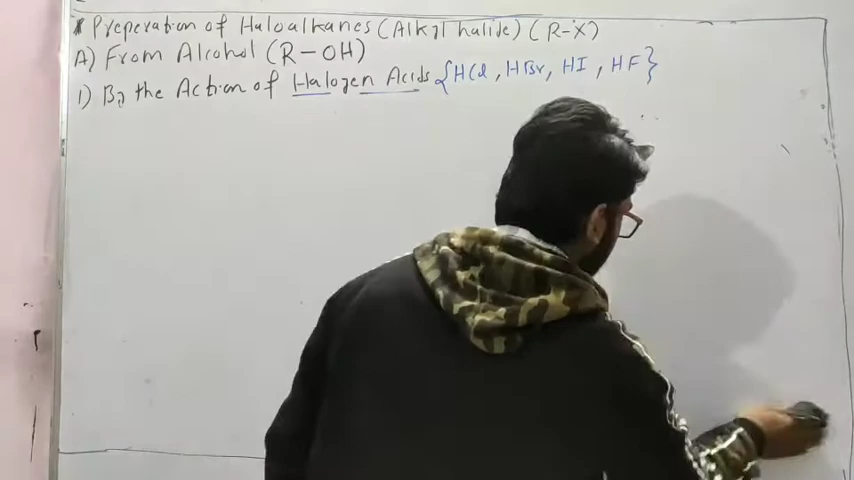 * Preperation of Haloalkanes (Alkyl halide) (R-X)
A) From Alcohol (R-OH)
1) By the Action of Halogen Acids {HCl, HBr, HI, HF}